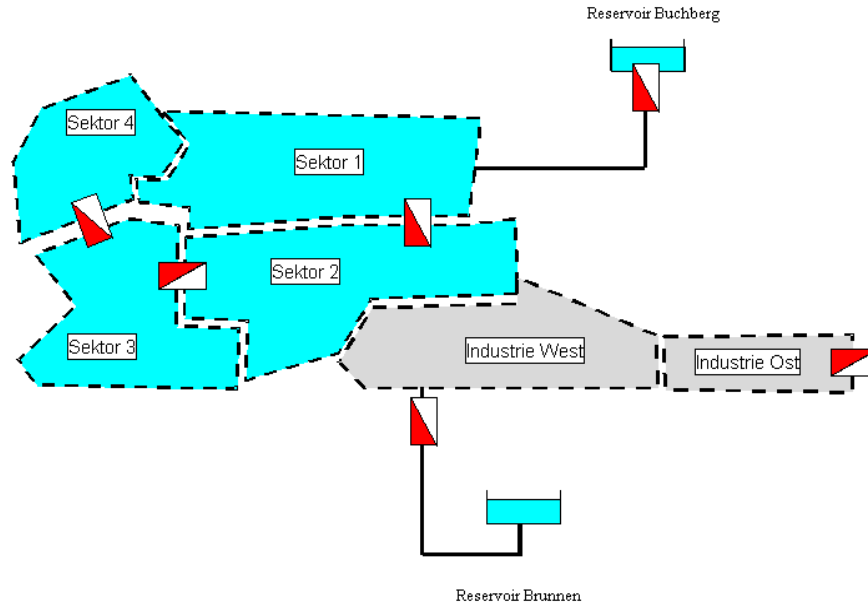 Reservoir Buchberg
Sektor 4
Sektor 1
Sektor 2
Sektor 3
Industrie West
Industrie Ost
Reservoir Brunnen